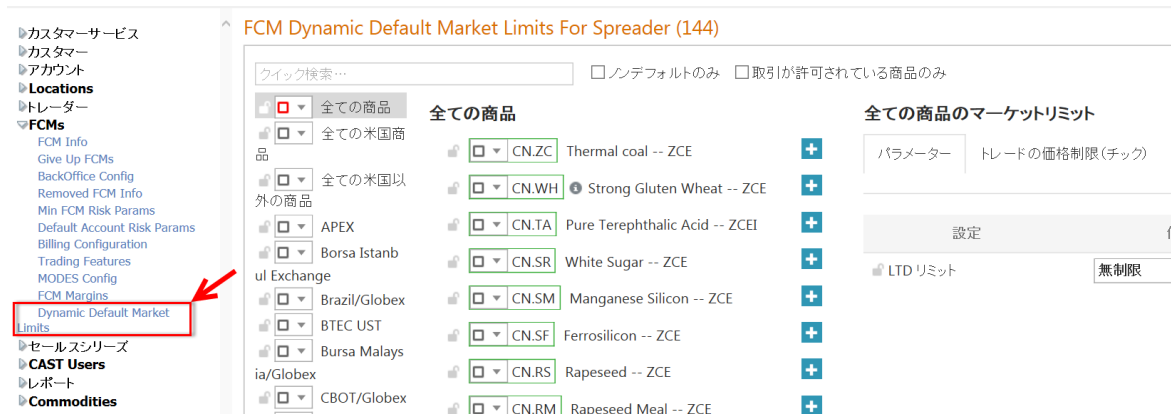 カスタマーサービス
カスタマー
アカウント
Locations
トレーダー
FCMs
FCM Info
Give Up FCMs
BackOffice Config
Removed FCM Info
Min FCM Risk Params
Default Account Risk Params
Billing Configuration
Trading Features
MODES Config
FCM Margins
Dynamic Default Market
Limits
セールスシリーズ
CAST Users
レポート
Commodities
FCM Dynamic Default Market Limits For Spreader (144)
クイック検索…
ノンデフォルトのみ 取引が許可されている商品のみ
全ての商品
全ての米国商
品
全ての米国以
外の商品
APEX
Borsa Istanb
ul Exchange
Brazil/Globex
BTEC UST
Bursa Malays
ia/Globex
CBOT/Globex
全ての商品
CN.ZC Thermal coal -- ZCE
CN.WH Strong Gluten Wheat -- ZCE
CN.TA Pure Terephthalic Acid -- ZCEI
CN.SR White Sugar -- ZCE
CN.SM Manganese Silicon -- ZCE
CN.SF Ferrosilicon -- ZCE
CN.RS Rapeseed -- ZCE
CN.RM Rapeseed Meal -- ZCE
全ての商品のマーケットリミット
パラメーター トレードの価格制限(チック)
設定
LTD リミット 無制限